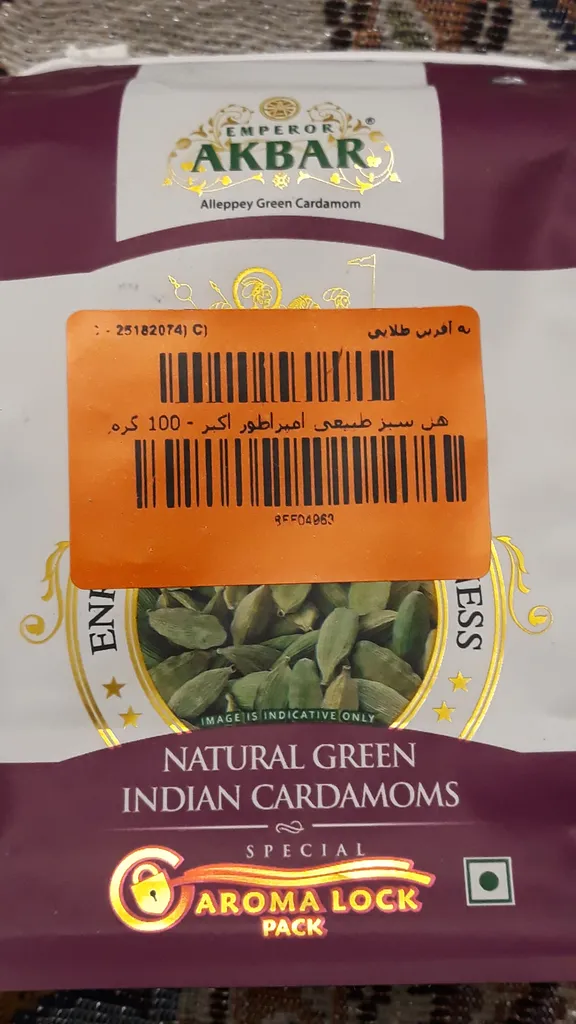 EMPEROR
AKBAR®
Alleppey Green Cardamom
به آفرین طلایی
25182074) C)
هل سبز طبیعی امپراطور اکبر - 100 گرم
IMAGE IS INDICATIVE ONLY
NATURAL GREEN
INDIAN CARDAMOMS
SPECIAL
AROMA LOCK
PACK